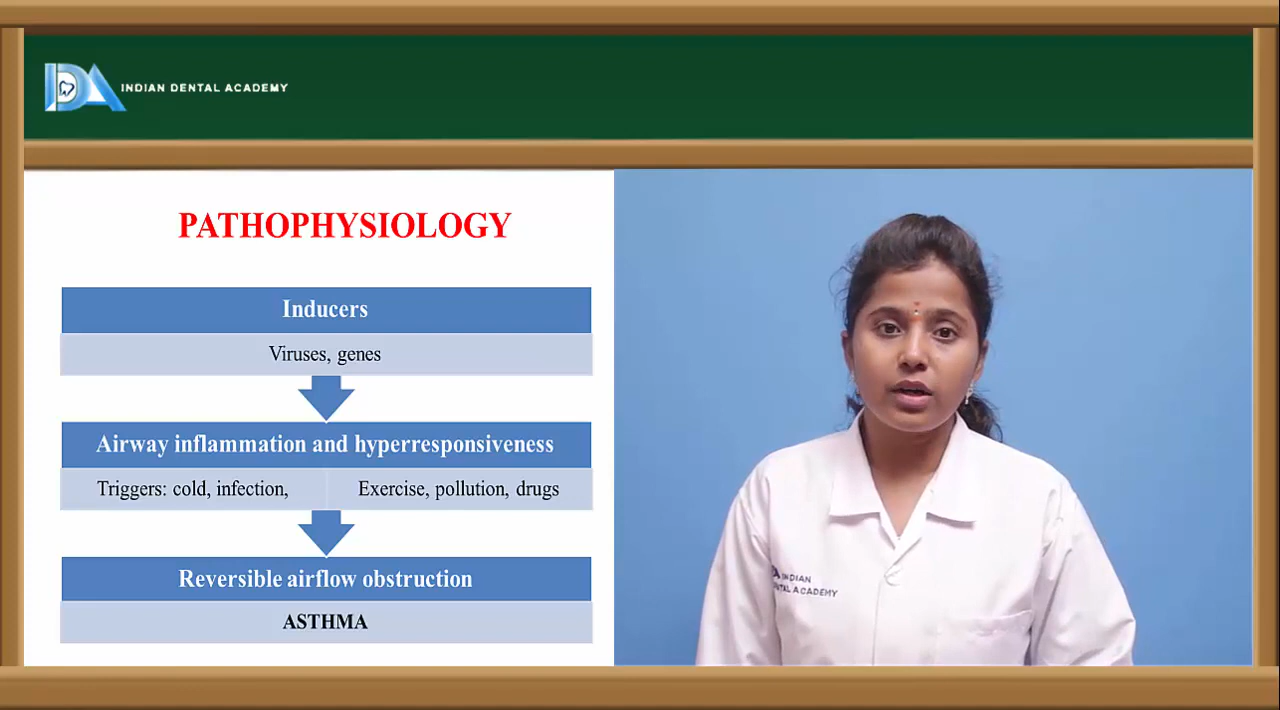 INDIAN DENTAL ACADEMY
PATHOPHYSIOLOGY
Inducers
Viruses, genes
Airway inflammation and hyperresponsiveness
Triggers: cold, infection,
Exercise, pollution, drugs
Reversible airflow obstruction
ASTHMA
INDIAN
ACADEMY